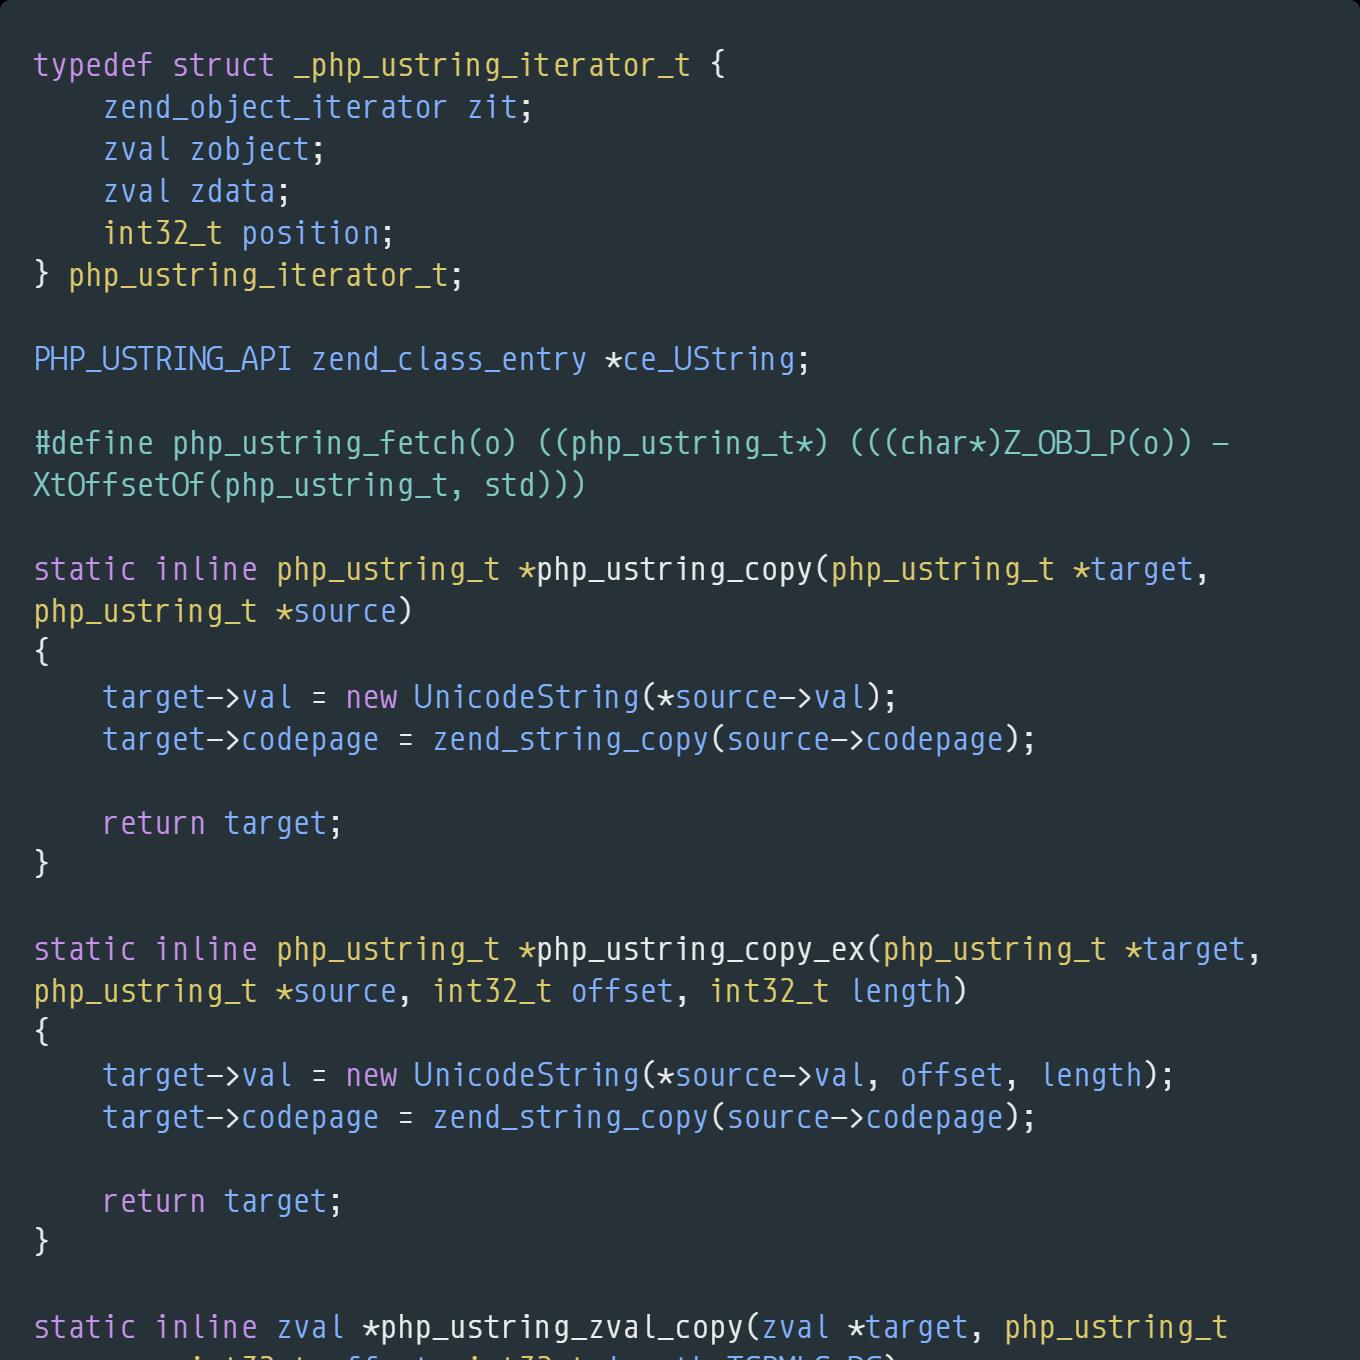 typedef struct _php_ustring_iterator_t {
    zend_object_iterator zit;
    zval zobject;
    zval zdata;
    int32_t position;
} php_ustring_iterator_t;

PHP_USTRING_API zend_class_entry *ce_UString;

#define php_ustring_fetch(o) ((php_ustring_t*) (((char*)Z_OBJ_P(o)) -
XtOffsetOf(php_ustring_t, std)))

static inline php_ustring_t *php_ustring_copy(php_ustring_t *target,
php_ustring_t *source)
{
    target->val = new UnicodeString(*source->val);
    target->codepage = zend_string_copy(source->codepage);

    return target;
}

static inline php_ustring_t *php_ustring_copy_ex(php_ustring_t *target,
php_ustring_t *source, int32_t offset, int32_t length)
{
    target->val = new UnicodeString(*source->val, offset, length);
    target->codepage = zend_string_copy(source->codepage);

    return target;
}

static inline zval *php_ustring_zval_copy(zval *target, php_ustring_t